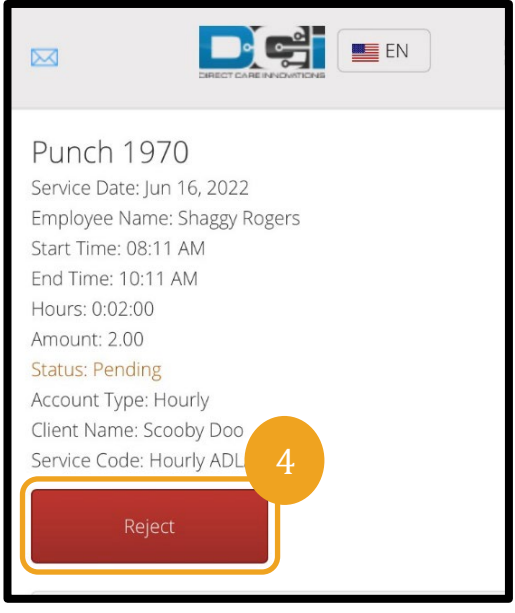 DCi
DIRECT CARE INNOVATIONS
EN
Punch 1970
Service Date: Jun 16, 2022
Employee Name: Shaggy Rogers
Start Time: 08:11 AM
End Time: 10:11 AM
Hours: 0:02:00
Amount: 2.00
Status: Pending
Account Type: Hourly
Client Name: Scooby Doo
Service Code: Hourly ADL
4
Reject